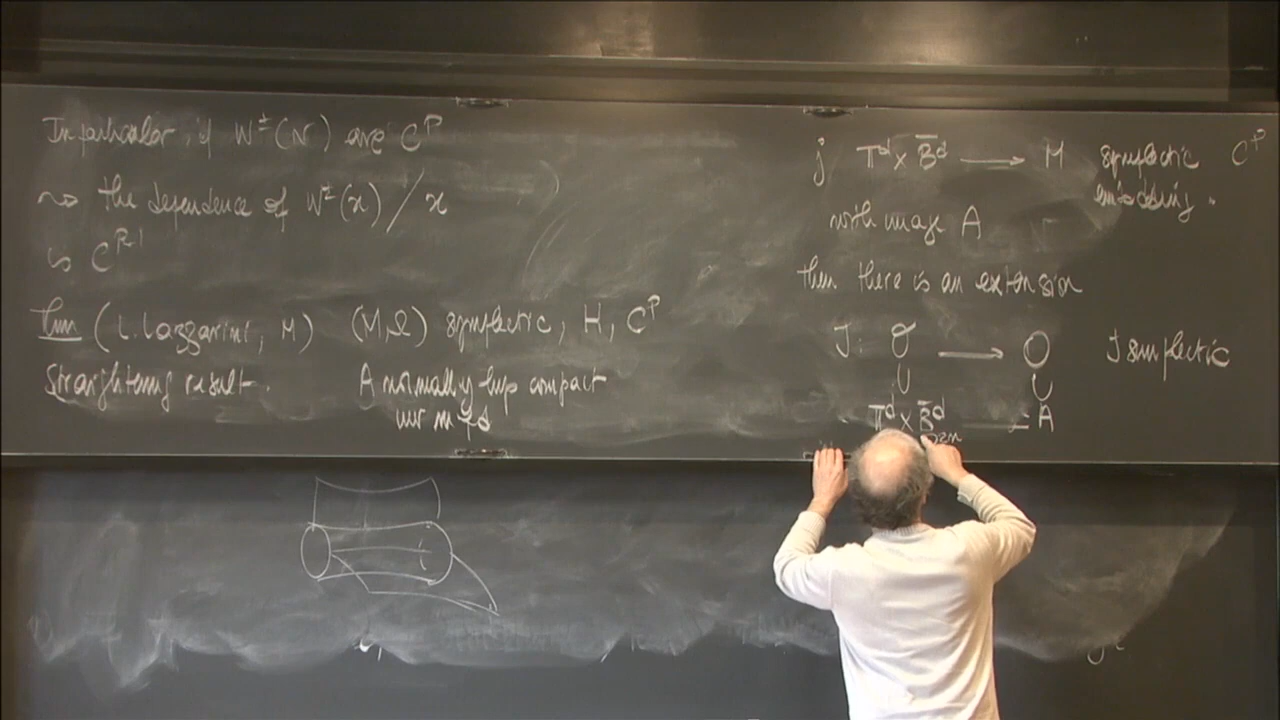 In particular, if W^±(N) are C^p
⇝ the dependence of W^±(x) / x
is C^{p-1}
Thm (L. Lazzarini, M) (M,Ω) symplectic, H, C^p
Straightening result. A normally hyp compact
inv mfd
j T^d × B̄^d ⟶ M symplectic C^p
embedding.
with image A
then there is an extension
J: O ⟶ O J symplectic
∪ ∪
T^d × B̄^d A